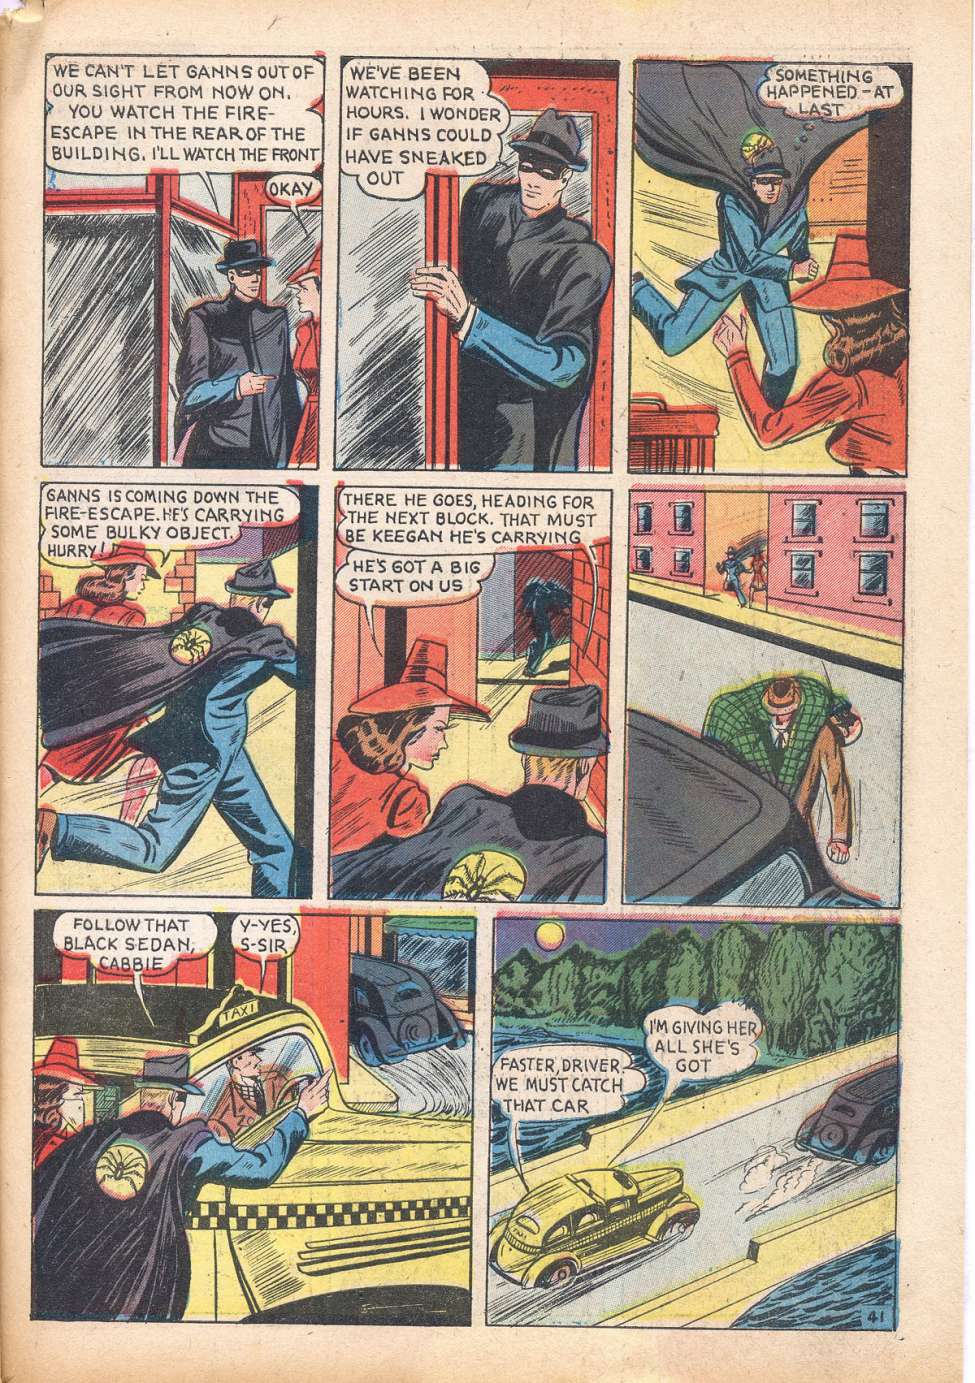 WE CAN'T LET GANNS OUT OF
OUR SIGHT FROM NOW ON.
YOU WATCH THE FIRE-
ESCAPE IN THE REAR OF THE
BUILDING. I'LL WATCH THE FRONT
OKAY
WE'VE BEEN
WATCHING FOR
HOURS. I WONDER
IF GANNS COULD
HAVE SNEAKED
OUT
SOMETHING
HAPPENED-AT
LAST
GANNS IS COMING DOWN THE
FIRE-ESCAPE. HE'S CARRYING
SOME BULKY OBJECT.
HURRY!
THERE HE GOES, HEADING FOR
THE NEXT BLOCK. THAT MUST
BE KEEGAN HE'S CARRYING
HE'S GOT A BIG
START ON US
FOLLOW THAT
BLACK SEDAN,
CABBIE
Y-YES,
S-SIR
TAXI
FASTER, DRIVER,
WE MUST CATCH
THAT CAR
I'M GIVING HER
ALL SHE'S
GOT
41